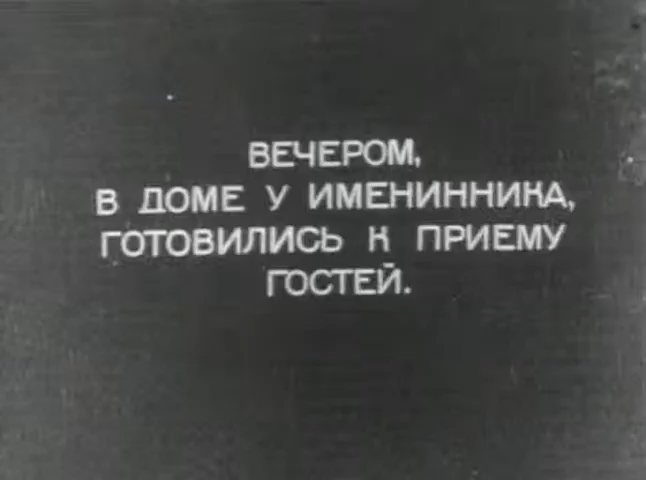 ВЕЧЕРОМ,
В ДОМЕ У ИМЕНИННИКА,
ГОТОВИЛИСЬ К ПРИЕМУ
ГОСТЕЙ.